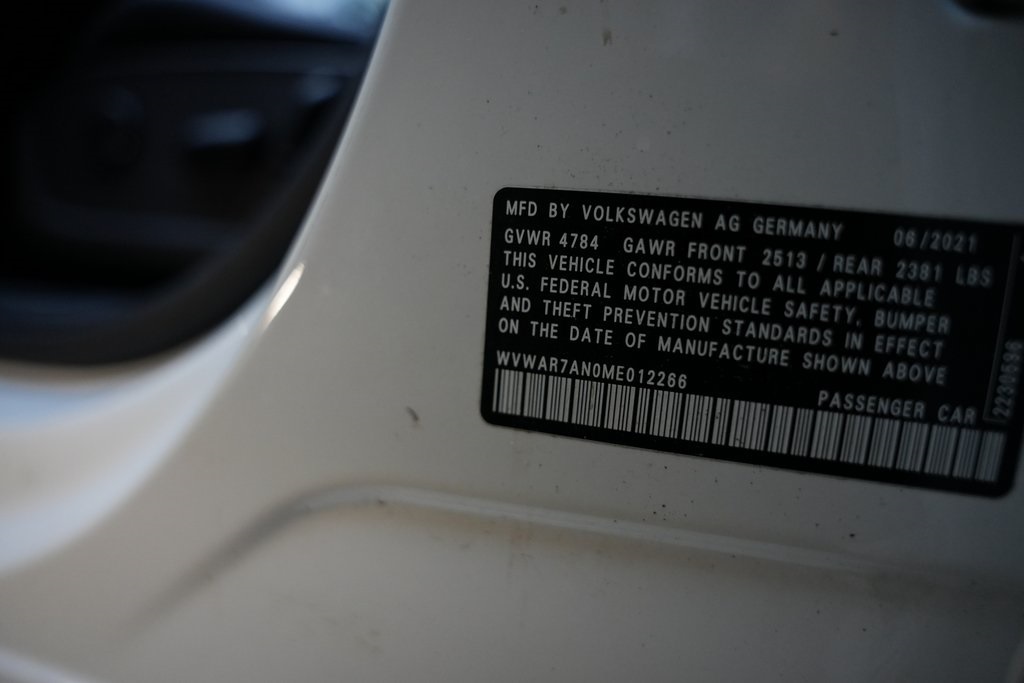 MFD BY VOLKSWAGEN AG GERMANY 06/2021
GVWR 4784 GAWR FRONT 2513 / REAR 2381 LBS
THIS VEHICLE CONFORMS TO ALL APPLICABLE
U.S. FEDERAL MOTOR VEHICLE SAFETY, BUMPER
AND THEFT PREVENTION STANDARDS IN EFFECT
ON THE DATE OF MANUFACTURE SHOWN ABOVE
WVWAR7AN0ME012266
PASSENGER CAR